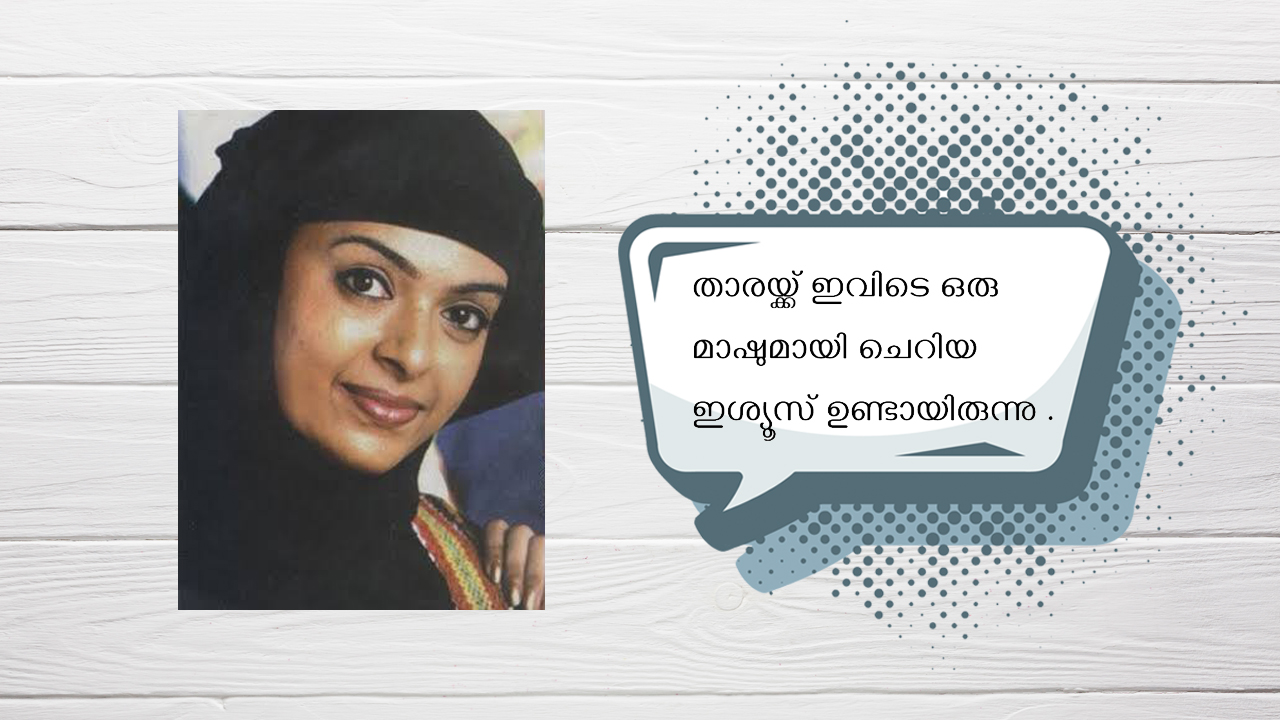 താരയ്ക്ക് ഇവിടെ ഒരു
മാഷുമായി ചെറിയ
ഇശ്യൂസ് ഉണ്ടായിരുന്നു .